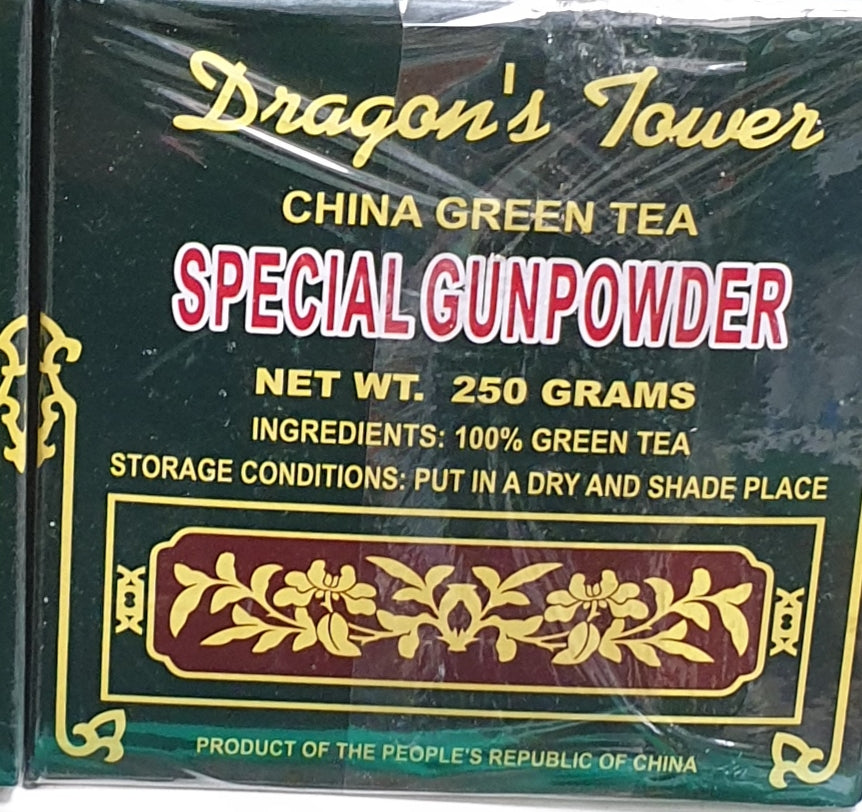 Dragon's Tower
CHINA GREEN TEA
SPECIAL GUNPOWDER
NET WT. 250 GRAMS
INGREDIENTS: 100% GREEN TEA
STORAGE CONDITIONS: PUT IN A DRY AND SHADE PLACE
PRODUCT OF THE PEOPLE'S REPUBLIC OF CHINA